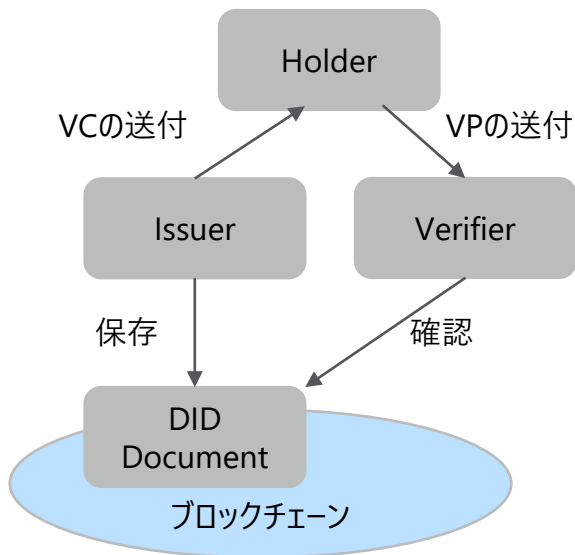 Holder
VCの送付
VPの送付
Issuer
Verifier
保存
確認
DID
Document
ブロックチェーン